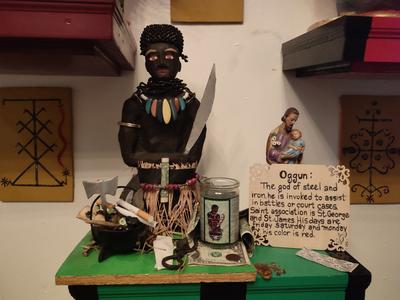 Oagun:
The god of steel and
iron, he is invoked to assist
in battles or court cases.
Saint association is St. George
and St. James. His days are
Friday saturday and monday
his color is red.